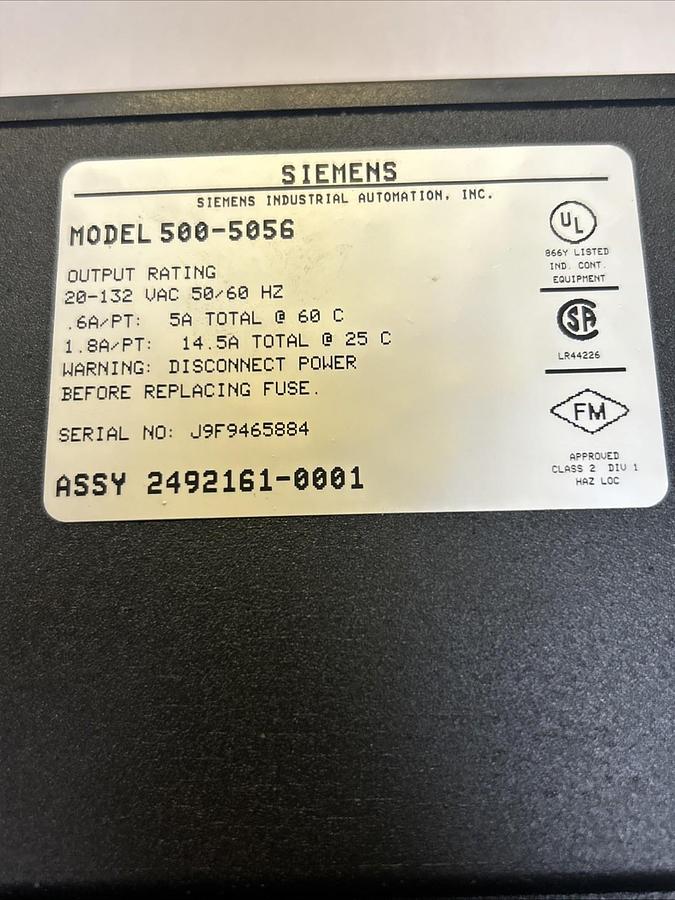 SIEMENS
SIEMENS INDUSTRIAL AUTOMATION, INC.
MODEL 500-5056
OUTPUT RATING
20-132 VAC 50/60 HZ
.6A/PT: 5A TOTAL @ 60 C
1.8A/PT: 14.5A TOTAL @ 25 C
WARNING: DISCONNECT POWER
BEFORE REPLACING FUSE.
SERIAL NO: J9F9465884
ASSY 2492161-0001
UL
866Y LISTED
IND. CONT.
EQUIPMENT
SA
LR44226
FM
APPROVED
CLASS 2 DIV 1
HAZ LOC